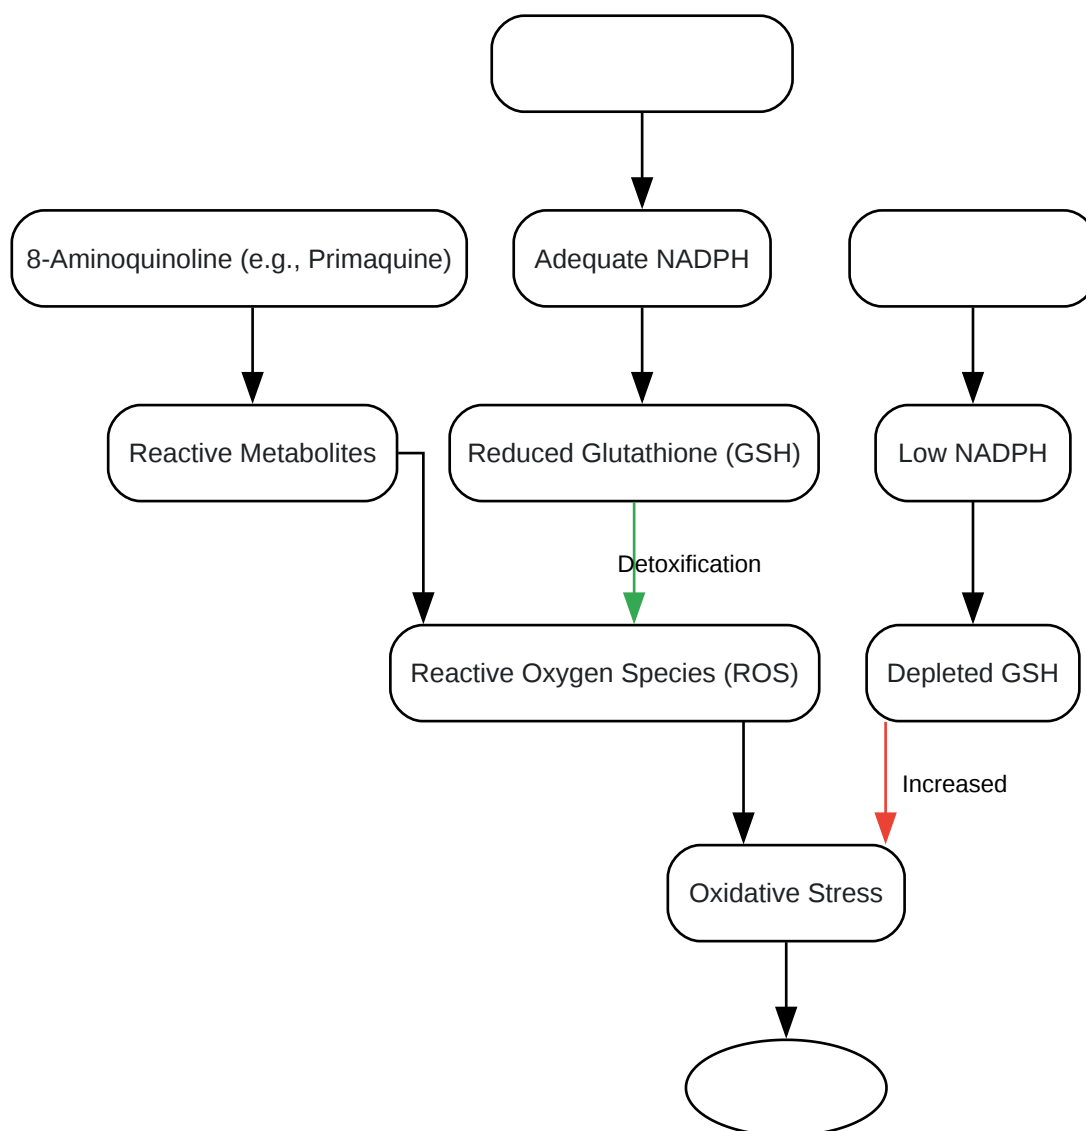 8-Aminoquinoline (e.g., Primaquine)
Adequate NADPH
Reactive Metabolites
Reduced Glutathione (GSH)
Low NADPH
Detoxification
Reactive Oxygen Species (ROS)
Depleted GSH
Increased
Oxidative Stress